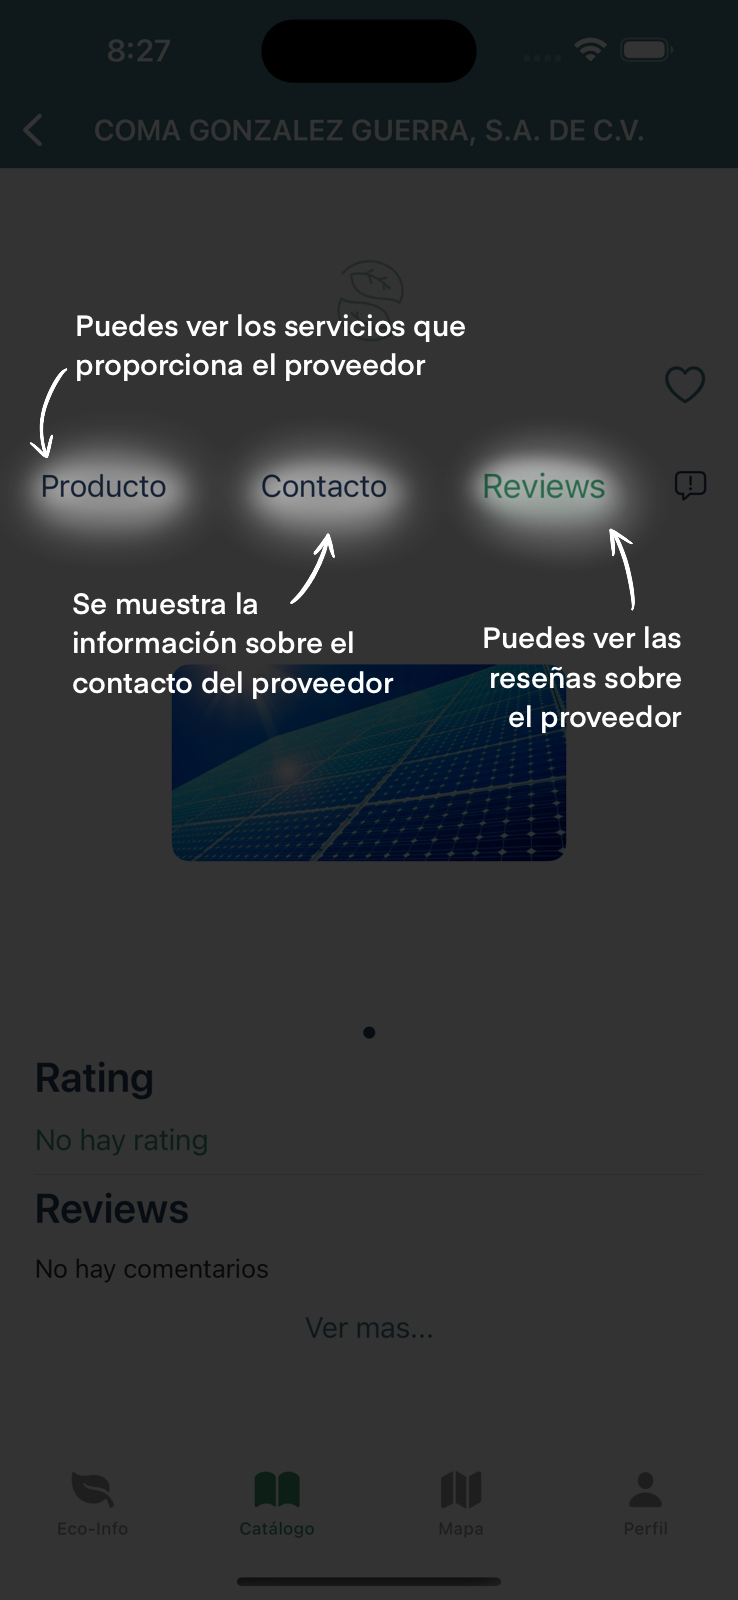 8:27
COMA GONZALEZ GUERRA, S.A. DE C.V.
Puedes ver los servicios que
proporciona el proveedor
Producto
Contacto
Reviews
Se muestra la
información sobre el
contacto del proveedor
Puedes ver las
reseñas sobre
el proveedor
Rating
No hay rating
Reviews
No hay comentarios
Ver mas...
Eco-Info
Catálogo
Mapa
Perfil